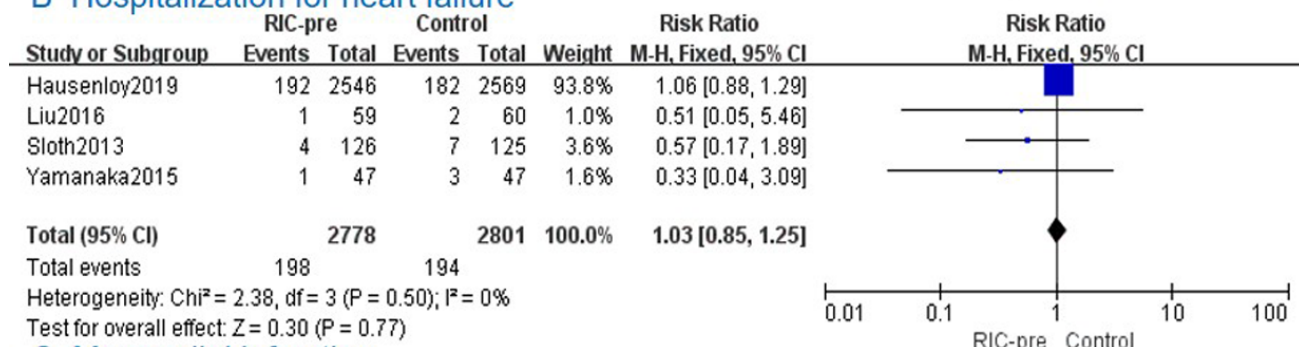 B Hospitalization for heart failure
RIC-pre Control Risk Ratio Risk Ratio
Study or Subgroup Events Total Events Total Weight M-H, Fixed, 95% CI M-H, Fixed, 95% CI
Hausenloy2019 192 2546 182 2569 93.8% 1.06 [0.88, 1.29]
Liu2016 1 59 2 60 1.0% 0.51 [0.05, 5.46]
Sloth2013 4 126 7 125 3.6% 0.57 [0.17, 1.89]
Yamanaka2015 1 47 3 47 1.6% 0.33 [0.04, 3.09]
Total (95% CI) 2778 2801 100.0% 1.03 [0.85, 1.25]
Total events 198 194
Heterogeneity: Chi² = 2.38, df = 3 (P = 0.50); I² = 0%
Test for overall effect: Z = 0.30 (P = 0.77)
0.01 0.1 1 10 100
RIC-pre Control